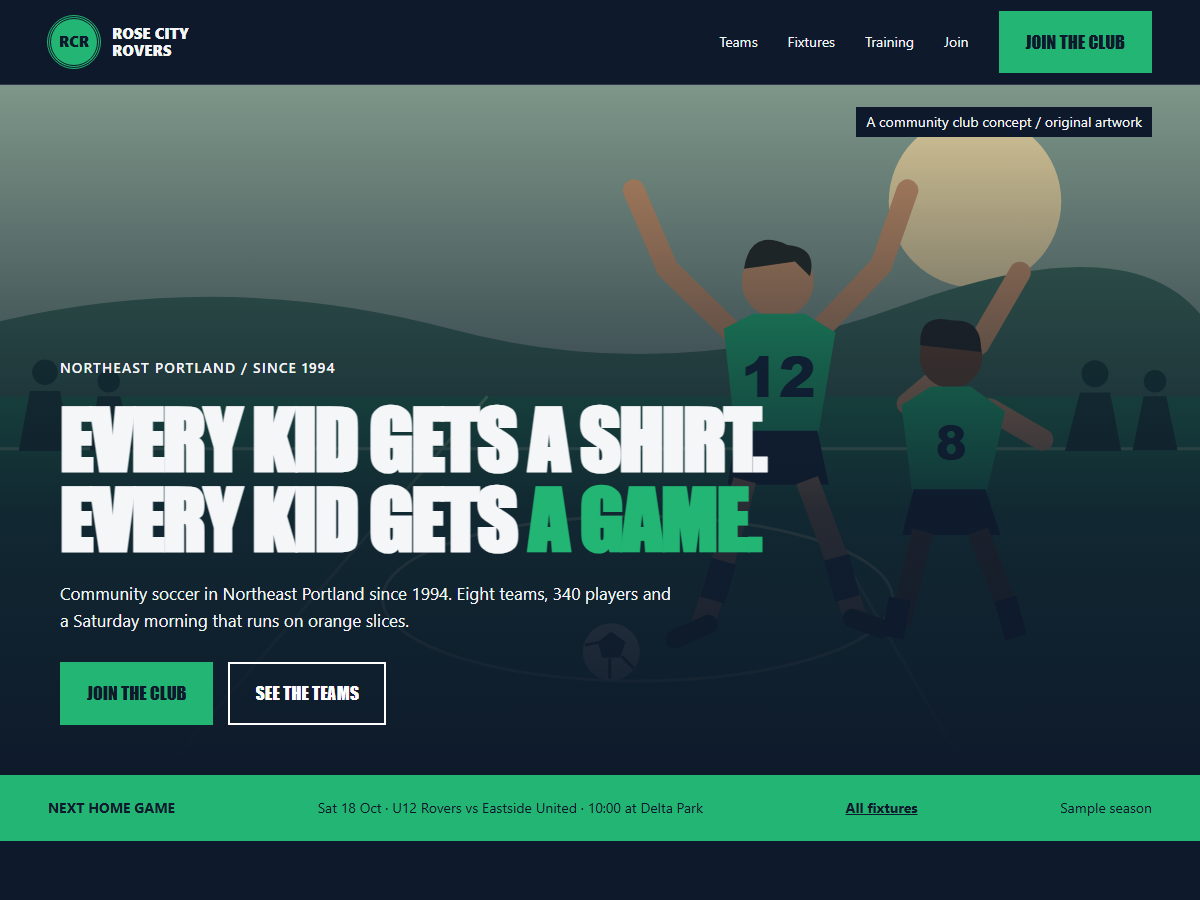 RCR
ROSE CITY
ROVERS
Teams
Fixtures
Training
Join
JOIN THE CLUB
A community club concept / original artwork
12
8
NORTHEAST PORTLAND / SINCE 1994
EVERY KID GETS A SHIRT.
EVERY KID GETS A GAME.
Community soccer in Northeast Portland since 1994. Eight teams, 340 players and
a Saturday morning that runs on orange slices.
JOIN THE CLUB
SEE THE TEAMS
NEXT HOME GAME
Sat 18 Oct · U12 Rovers vs Eastside United · 10:00 at Delta Park
All fixtures
Sample season